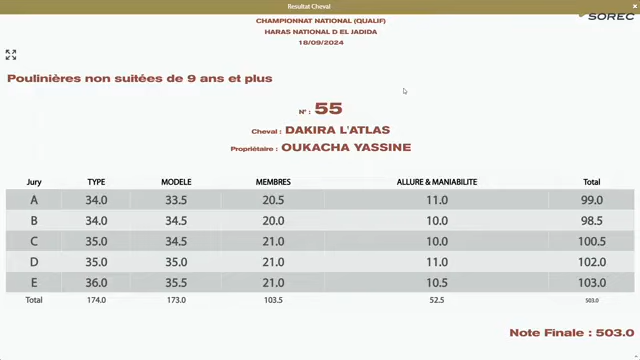 Resultat Cheval
×
CHAMPIONNAT NATIONAL (QUALIF)
SOREC
HARAS NATIONAL D EL JADIDA
18/09/2024
Poulinières non suitées de 9 ans et plus
N° : 55
Cheval : DAKIRA L'ATLAS
Propriétaire : OUKACHA YASSINE
Jury TYPE MODELE MEMBRES ALLURE & MANIABILITE Total
A 34.0 33.5 20.5 11.0 99.0
B 34.0 34.5 20.0 10.0 98.5
C 35.0 34.5 21.0 10.0 100.5
D 35.0 35.0 21.0 11.0 102.0
E 36.0 35.5 21.0 10.5 103.0
Total 174.0 173.0 103.5 52.5 503.0
Note Finale : 503.0